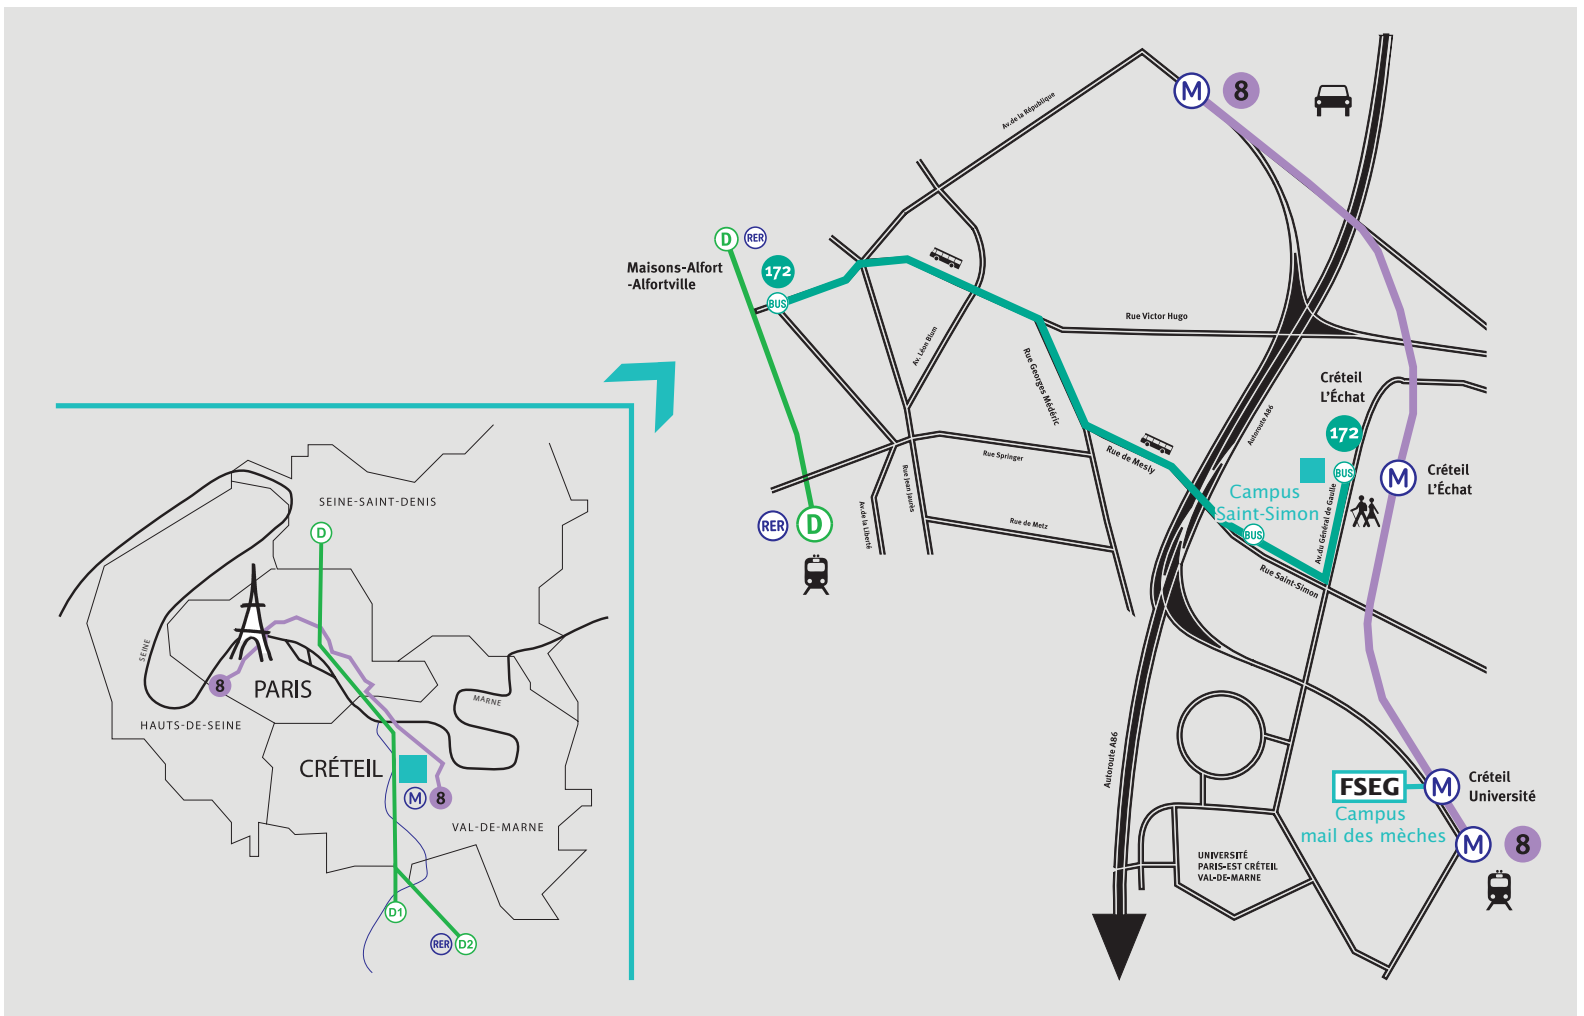 SEINE-SAINT-DENIS
D
SEINE
8
PARIS
MARNE
HAUTS-DE-SEINE
CRÉTEIL
M
8
VAL-DE-MARNE
D1
RER
D2
M
8
Av.de la République
D
RER
Maisons-Alfort
-Alfortville
172
BUS
Rue Victor Hugo
Av. Léon Blum
Rue Georges Médéric
Créteil
L'Échat
172
BUS
Autoroute A86
Rue de Mesly
Rue Springer
Rue Jean Jaurès
M
Créteil
L'Échat
Campus
Saint-Simon
BUS
Av.du Général de Gaulle
RER
D
Av.de la Liberté
Rue de Metz
Rue Saint-Simon
Autoroute A86
FSEG
M
Créteil
Université
Campus
mail des mèches
M
8
UNIVERSITÉ
PARIS-EST CRÉTEIL
VAL-DE-MARNE